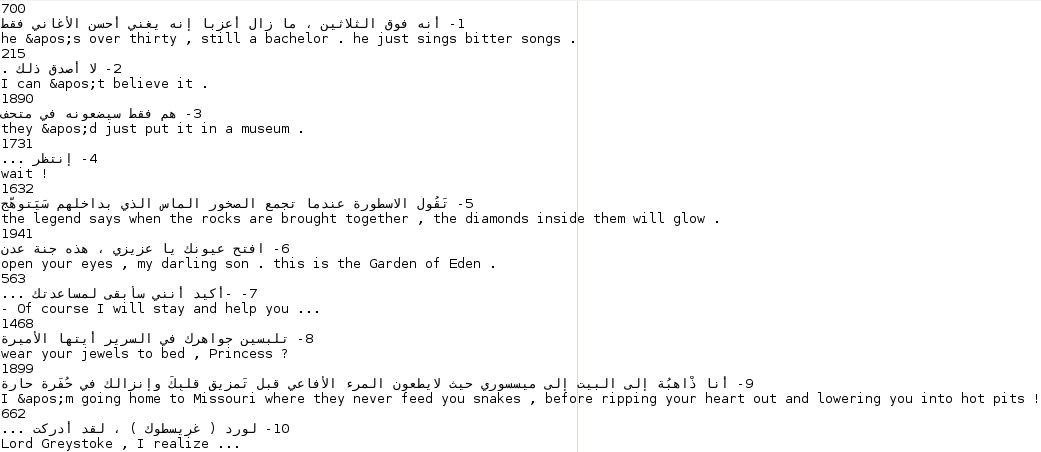 700
1- أنه فوق الثلاثين ، ما زال أعزبا إنه يغني أحسن الأغاني فقط
he &apos;s over thirty , still a bachelor . he just sings bitter songs .
215
2- لا أصدق ذلك .
I can &apos;t believe it .
1890
3- هم فقط سيضعونه في متحف
they &apos;d just put it in a museum .
1731
4- إنتظر ...
wait !
1632
5- تَقُول الاسطورة عندما تجمع الصخور الماس الذي بداخلهم سَيَتوهّج
the legend says when the rocks are brought together , the diamonds inside them will glow .
1941
6- افتح عيونك يا عزيزي ، هذه جنة عدن
open your eyes , my darling son . this is the Garden of Eden .
563
7- -أكيد أنني سأبقى لمساعدتك ...
- Of course I will stay and help you ...
1468
8- تلبسين جواهرك في السرير أيتها الأميرة
wear your jewels to bed , Princess ?
1899
9- أنا ذْاهبُة إلى البيت إلى ميسسوري حيث لايطعون المرء الأفاعي قبل تَمزيق قلبكَ وإنزالك في حُفَرة حارة
I &apos;m going home to Missouri where they never feed you snakes , before ripping your heart out and lowering you into hot pits !
662
10- لورد ( غريسطوك ) ، لقد أدركت ...
Lord Greystoke , I realize ...